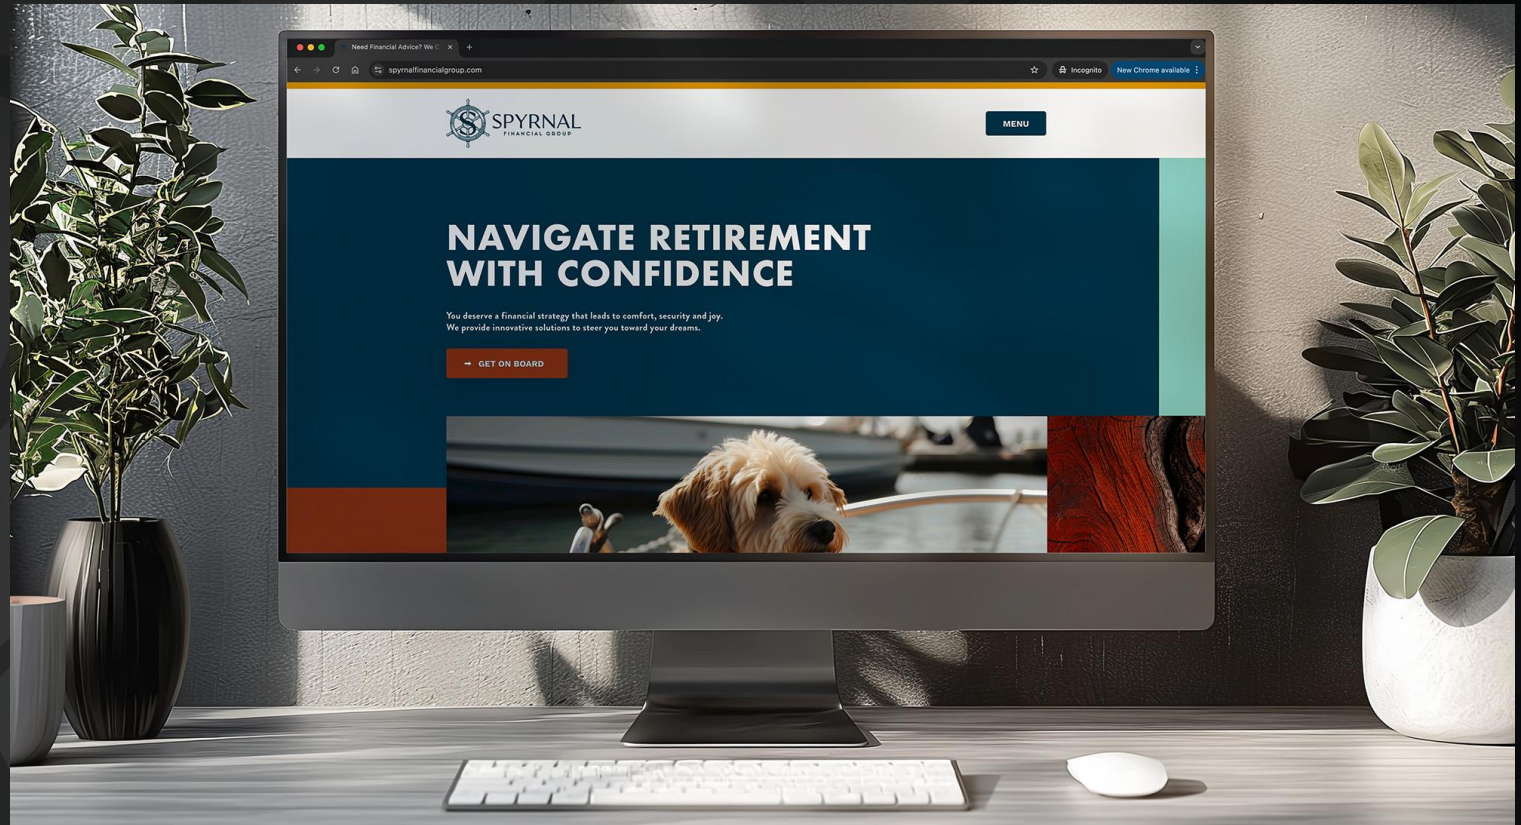 Need Financial Advice? We C
spyrnalfinancialgroup.com
Incognito
New Chrome available
SPYRNAL
FINANCIAL GROUP
MENU
NAVIGATE RETIREMENT
WITH CONFIDENCE
You deserve a financial strategy that leads to comfort, security and joy.
We provide innovative solutions to steer you toward your dreams.
→ GET ON BOARD